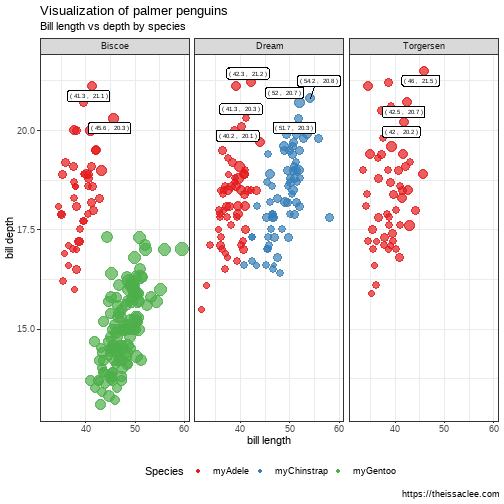 Visualization of palmer penguins
Bill length vs depth by species
Biscoe
Dream
Torgersen
( 41.3 , 21.1 )
( 45.6 , 20.3 )
( 42.3 , 21.2 )
( 54.2 , 20.8 )
( 52 , 20.7 )
( 41.3 , 20.3 )
( 40.2 , 20.1 )
( 51.7 , 20.3 )
( 46 , 21.5 )
( 42.5 , 20.7 )
( 42 , 20.2 )
bill depth
20.0
17.5
15.0
40 50 60
40 50 60
40 50 60
bill length
Species myAdele myChinstrap myGentoo
https://theissaclee.com